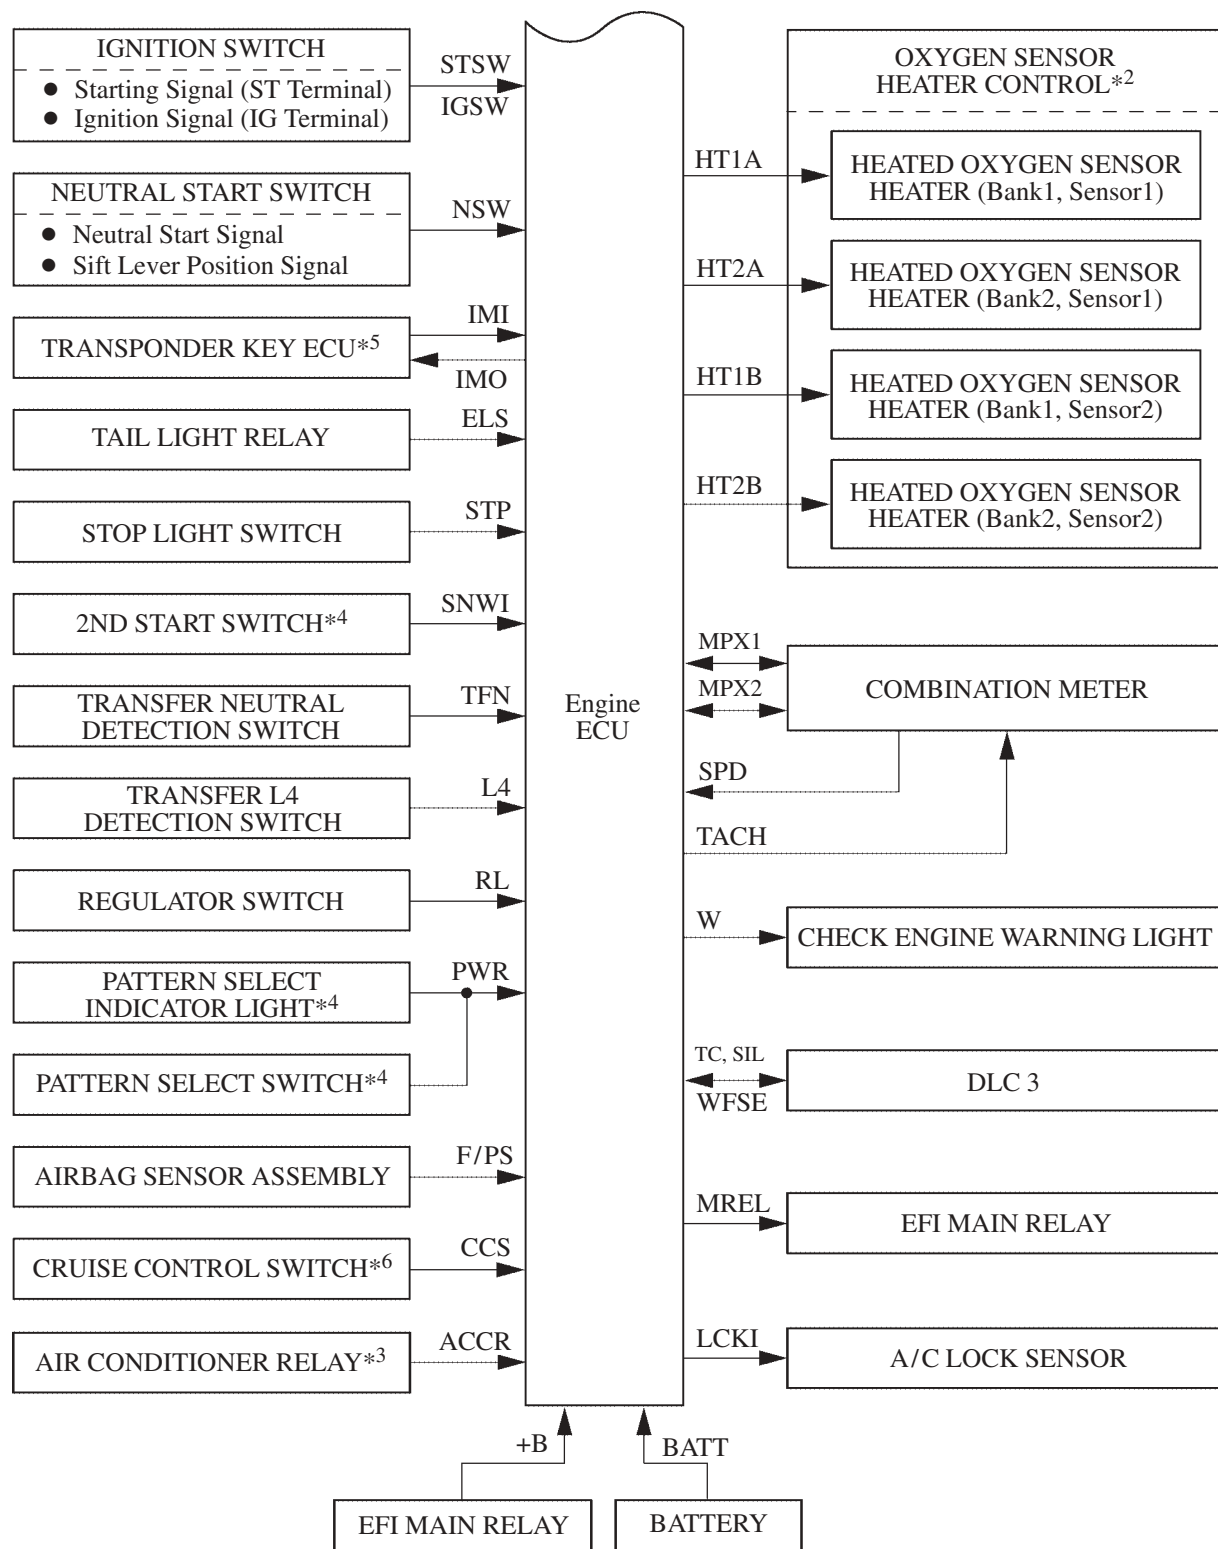 IGNITION SWITCH
● Starting Signal (ST Terminal)
● Ignition Signal (IG Terminal)
STSW
IGSW
NEUTRAL START SWITCH
● Neutral Start Signal
● Sift Lever Position Signal
NSW
TRANSPONDER KEY ECU*5
IMI
IMO
TAIL LIGHT RELAY
ELS
STOP LIGHT SWITCH
STP
2ND START SWITCH*4
SNWI
TRANSFER NEUTRAL
DETECTION SWITCH
TFN
TRANSFER L4
DETECTION SWITCH
L4
REGULATOR SWITCH
RL
PATTERN SELECT
INDICATOR LIGHT*4
PWR
PATTERN SELECT SWITCH*4
AIRBAG SENSOR ASSEMBLY
F/PS
CRUISE CONTROL SWITCH*6
CCS
AIR CONDITIONER RELAY*3
ACCR
Engine
ECU
OXYGEN SENSOR
HEATER CONTROL*2
HT1A
HEATED OXYGEN SENSOR
HEATER (Bank1, Sensor1)
HT2A
HEATED OXYGEN SENSOR
HEATER (Bank2, Sensor1)
HT1B
HEATED OXYGEN SENSOR
HEATER (Bank1, Sensor2)
HT2B
HEATED OXYGEN SENSOR
HEATER (Bank2, Sensor2)
MPX1
MPX2
COMBINATION METER
SPD
TACH
W
CHECK ENGINE WARNING LIGHT
TC, SIL
WFSE
DLC 3
MREL
EFI MAIN RELAY
LCKI
A/C LOCK SENSOR
+B
BATT
EFI MAIN RELAY
BATTERY